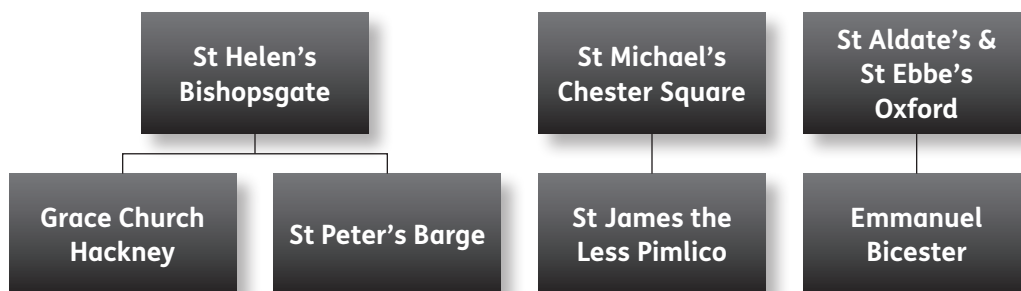 St Helen's
Bishopsgate
St Michael's
Chester Square
St Aldate's &
St Ebbe's
Oxford
Grace Church
Hackney
St Peter's Barge
St James the
Less Pimlico
Emmanuel
Bicester